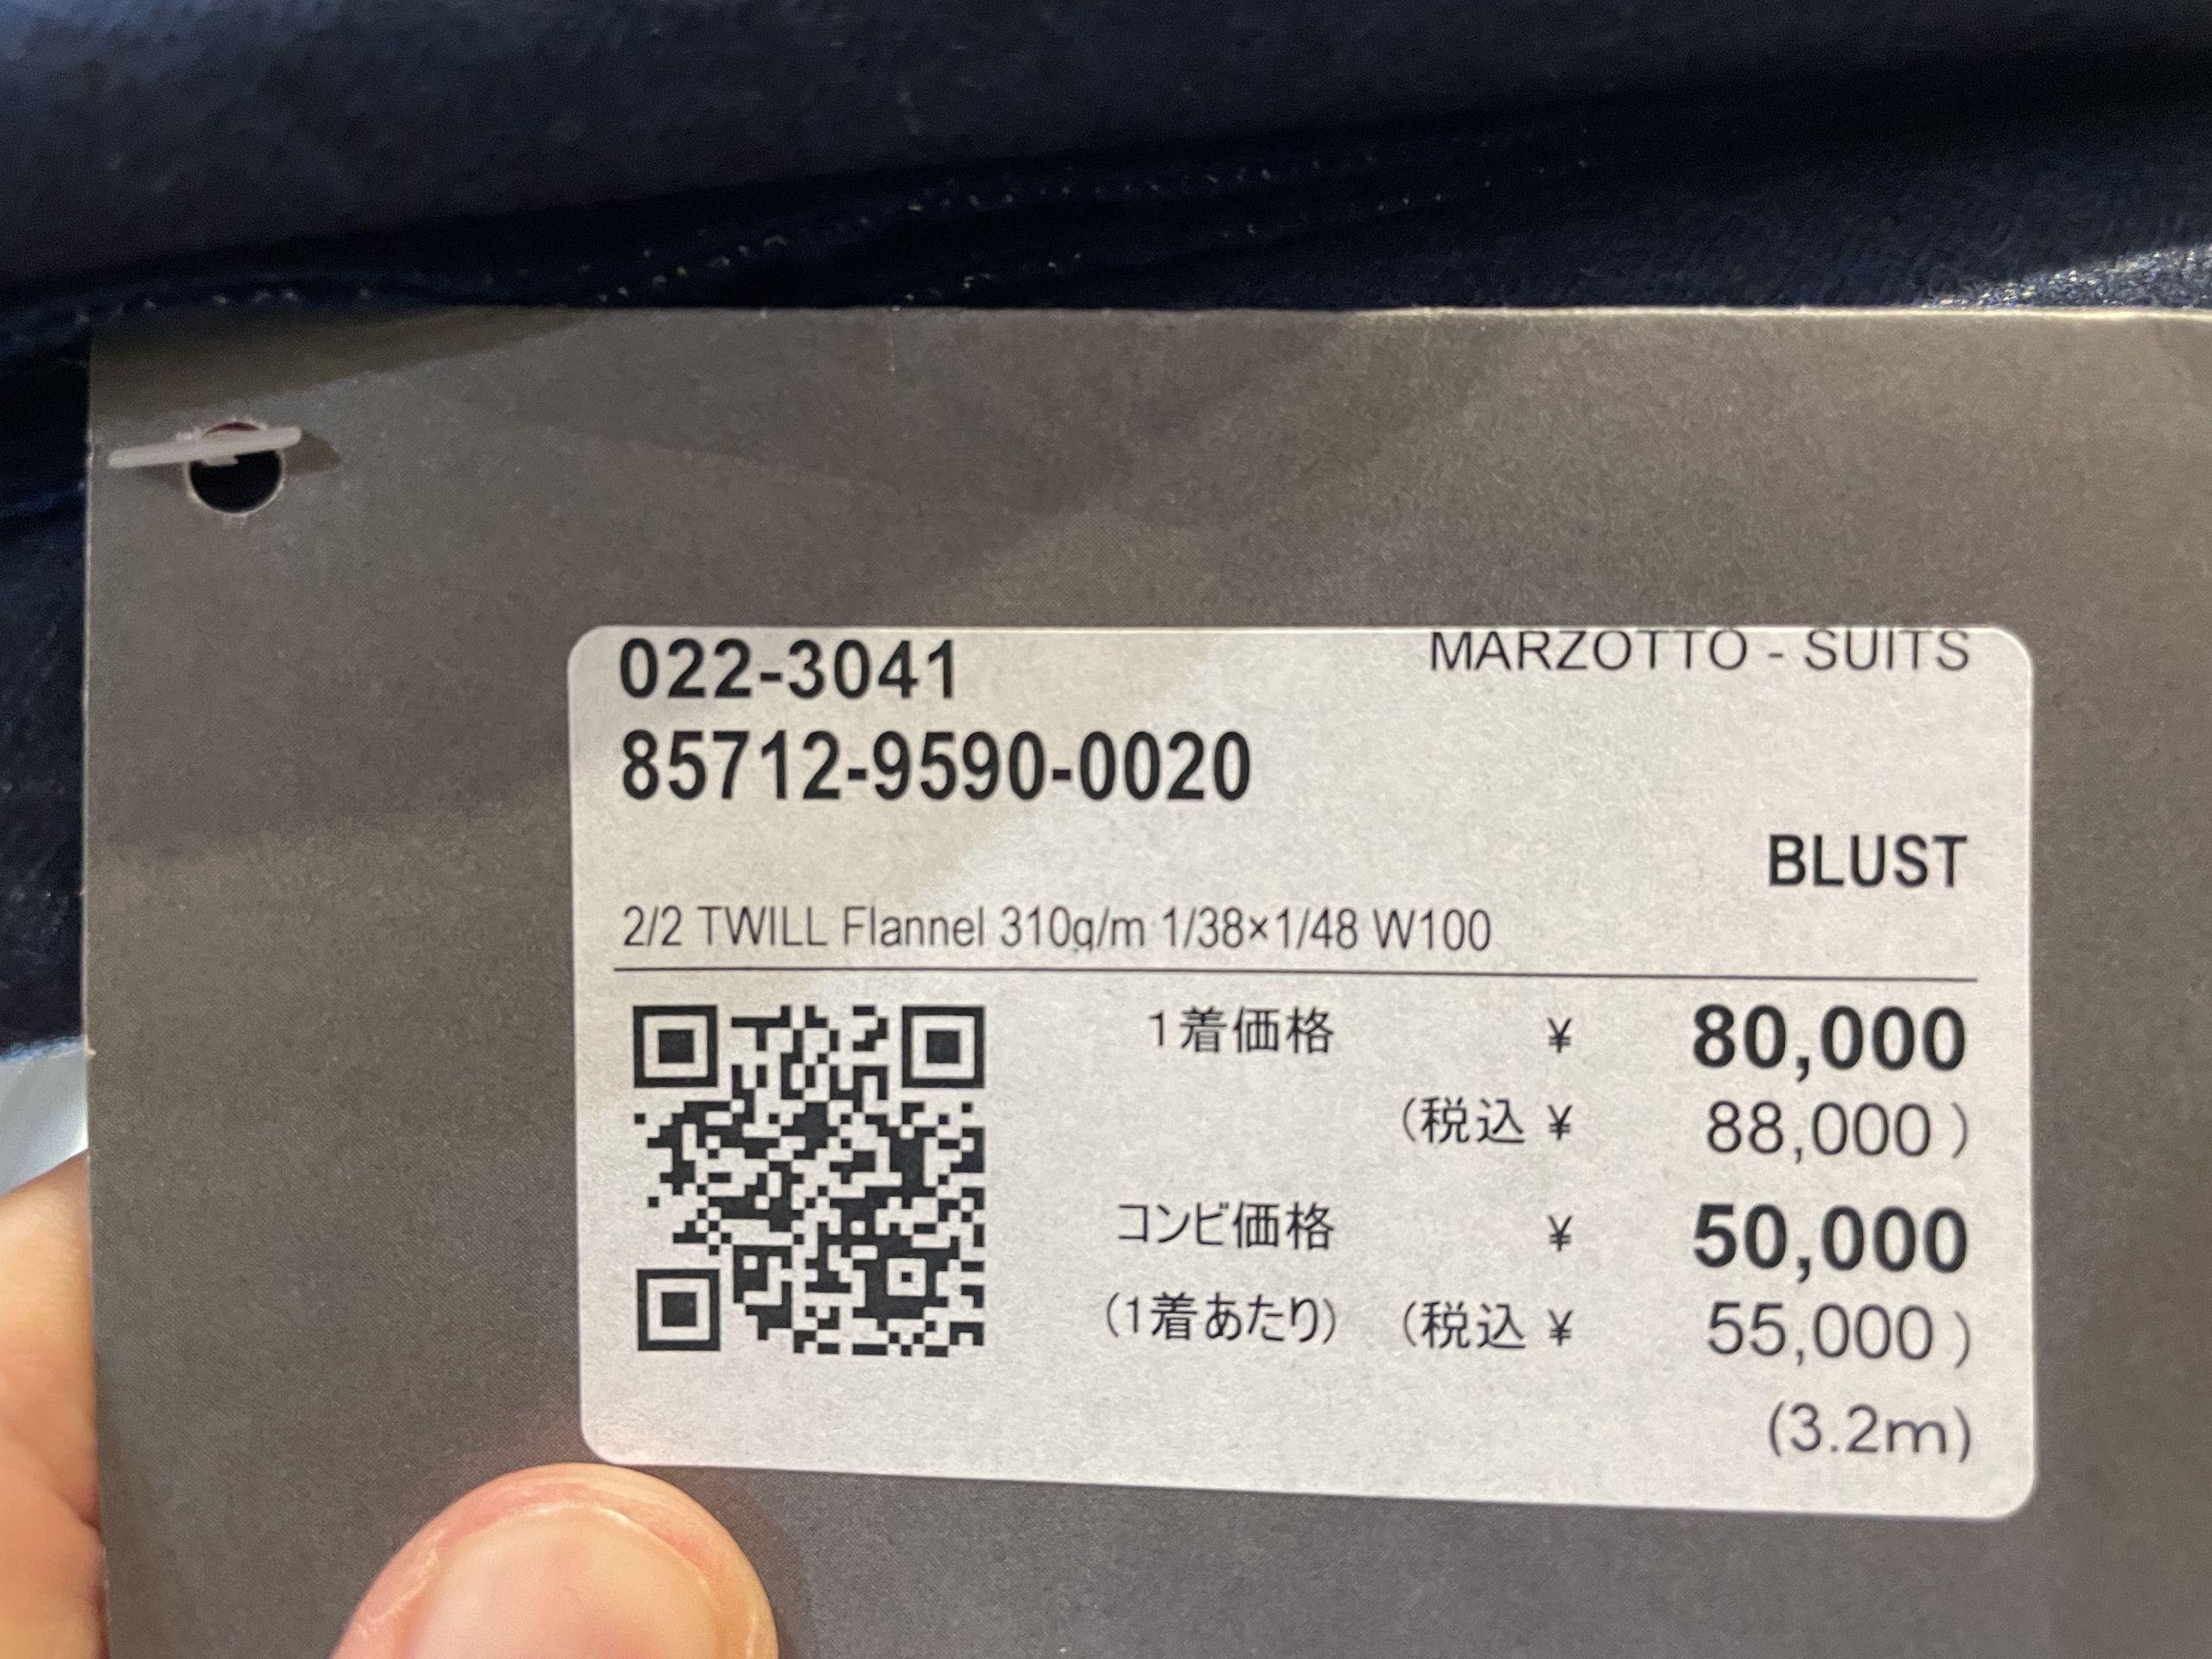 022-3041 MARZOTTO - SUITS
85712-9590-0020
BLUST
2/2 TWILL Flannel 310g/m 1/38×1/48 W100
1着価格 ¥ 80,000
(税込 ¥ 88,000)
コンビ価格 ¥ 50,000
(1着あたり) (税込 ¥ 55,000)
(3.2m)